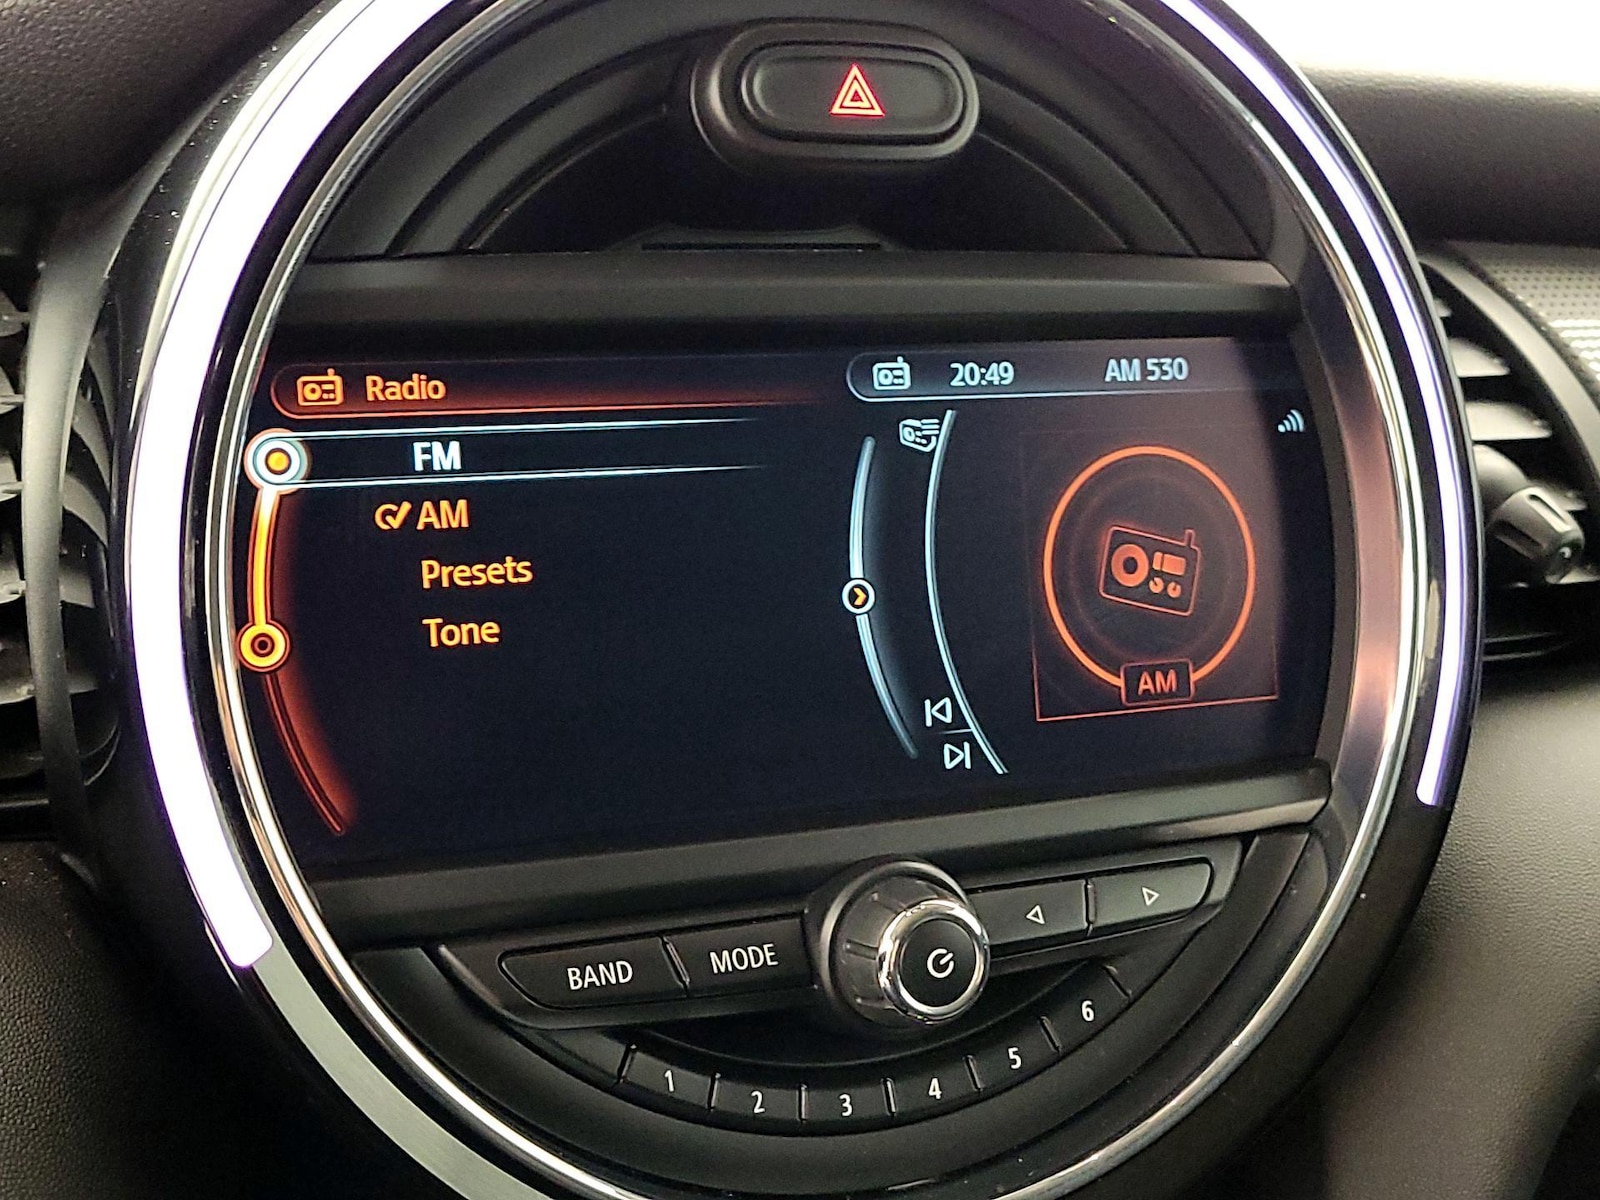 Radio
20:49 AM 530
FM
AM
Presets
Tone
AM
BAND MODE
1 2 3 4 5 6